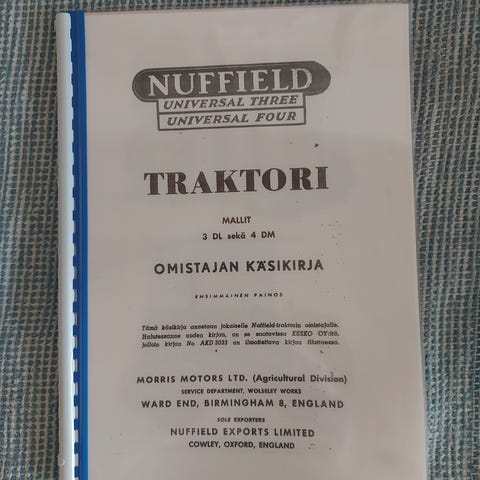 NUFFIELD
UNIVERSAL THREE
UNIVERSAL FOUR
TRAKTORI
MALLIT
3 DL sekä 4 DM
OMISTAJAN KÄSIKIRJA
ENSIMMAINEN PAINOS
Tämä käsikirja annetaan jokaiselle Nuffield-traktorin omistajalle.
Halutessanne uuden kirjan, on se saatavissa KESKO OY:ltä,
jolloin kirjan No AKD 3033 on ilmoitettava kirjaa tilattaessa.
MORRIS MOTORS LTD. (Agricultural Division)
SERVICE DEPARTMENT, WOLSELEY WORKS
WARD END, BIRMINGHAM 8, ENGLAND
SOLE EXPORTERS
NUFFIELD EXPORTS LIMITED
COWLEY, OXFORD, ENGLAND